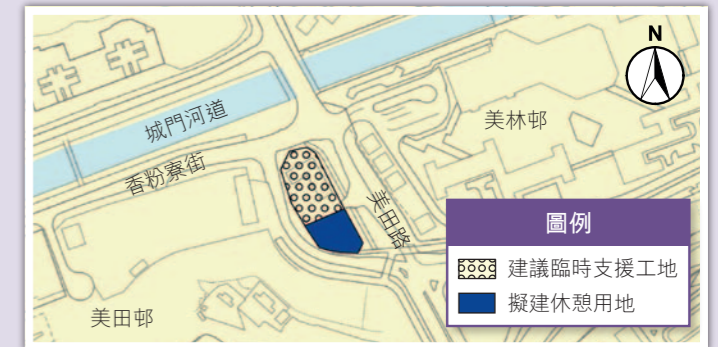 N
城門河道
美林邨
香粉寮街
美田路
美田邨
圖例
建議臨時支援工地
擬建休憩用地